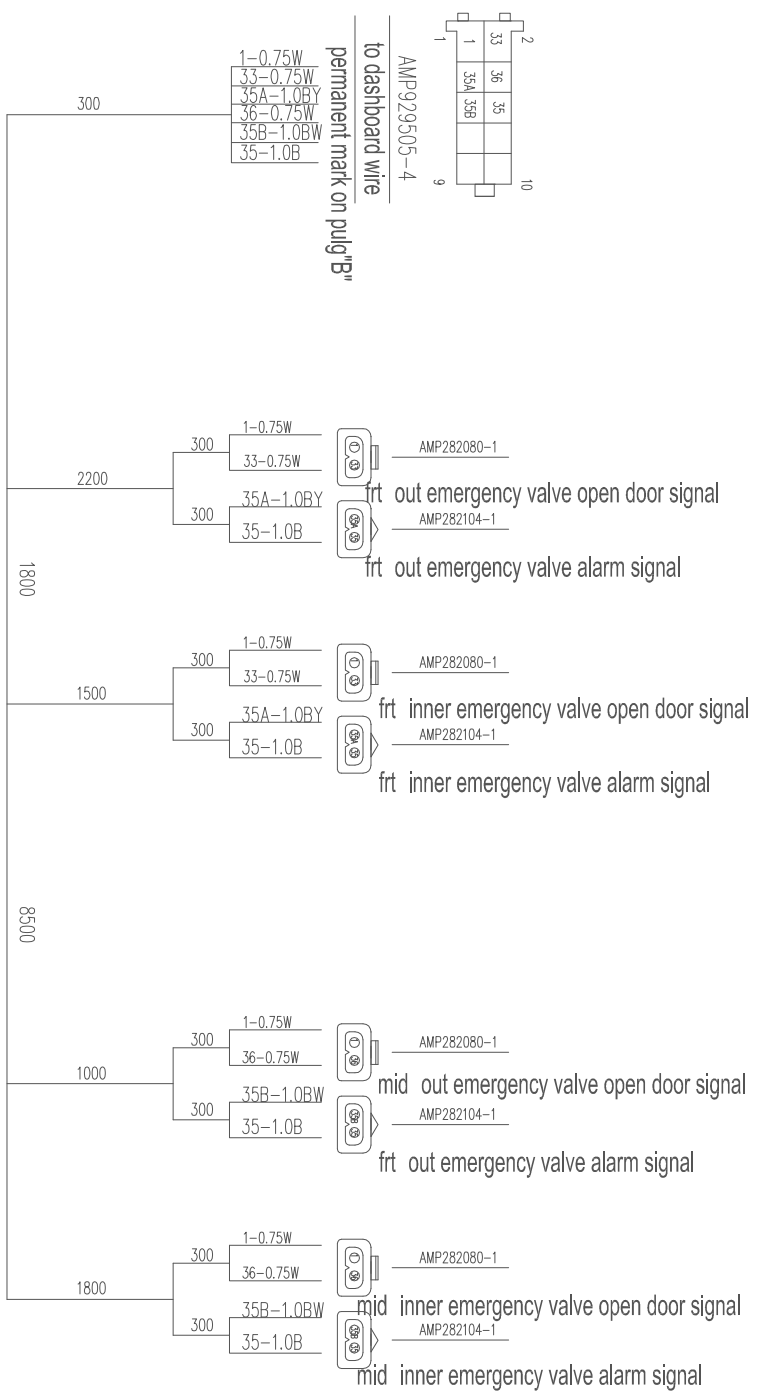 2
33
36
35
10
1
1
35A
35B
9
AMP929505-4
to dashboard wire
permanent mark on pulg"B"
1-0.75W
33-0.75W
35A-1.0BY
36-0.75W
35B-1.0BW
35-1.0B
300
1-0.75W
AMP282080-1
300
33-0.75W
2200
frt out emergency valve open door signal
35A-1.0BY
AMP282104-1
300
35-1.0B
frt out emergency valve alarm signal
1800
1-0.75W
AMP282080-1
300
33-0.75W
1500
frt inner emergency valve open door signal
35A-1.0BY
AMP282104-1
300
35-1.0B
frt inner emergency valve alarm signal
8500
1-0.75W
AMP282080-1
300
36-0.75W
1000
mid out emergency valve open door signal
35B-1.0BW
AMP282104-1
300
35-1.0B
frt out emergency valve alarm signal
1-0.75W
AMP282080-1
300
36-0.75W
1800
mid inner emergency valve open door signal
35B-1.0BW
AMP282104-1
300
35-1.0B
mid inner emergency valve alarm signal